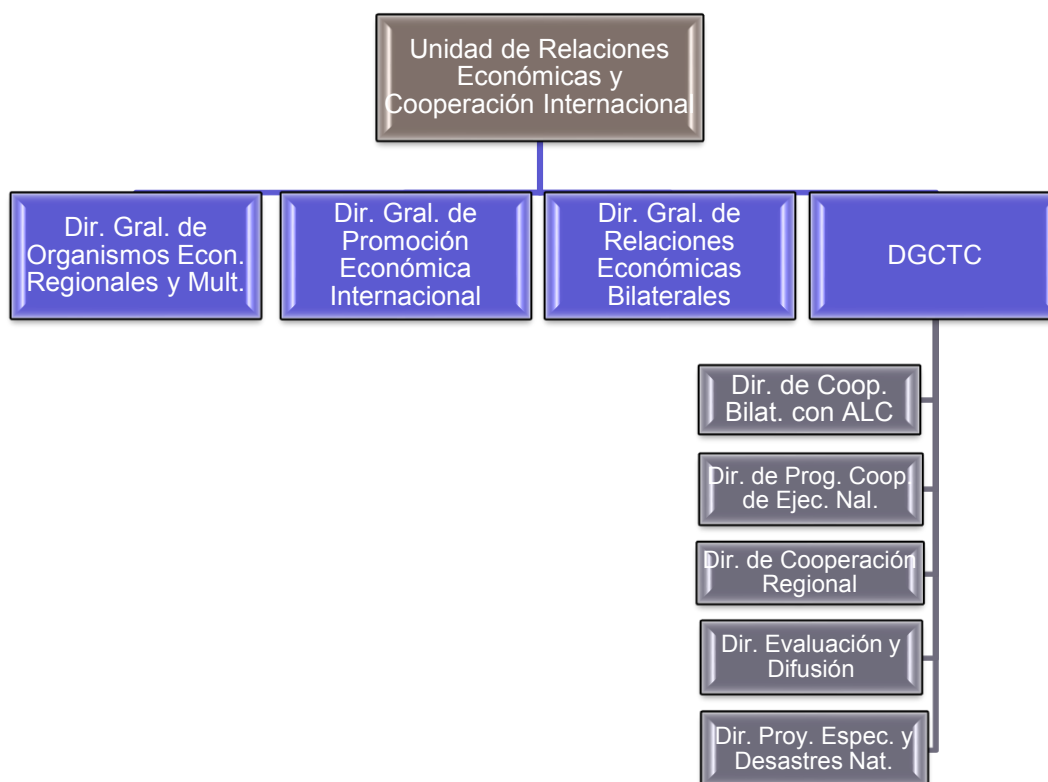 Unidad de Relaciones
Económicas y
Cooperación Internacional
Dir. Gral. de
Organismos Econ.
Regionales y Mult.
Dir. Gral. de
Promoción
Económica
Internacional
Dir. Gral. de
Relaciones
Económicas
Bilaterales
DGCTC
Dir. de Coop.
Bilat. con ALC
Dir. de Prog. Coop.
de Ejec. Nal.
Dir. de Cooperación
Regional
Dir. Evaluación y
Difusión
Dir. Proy. Espec. y
Desastres Nat.